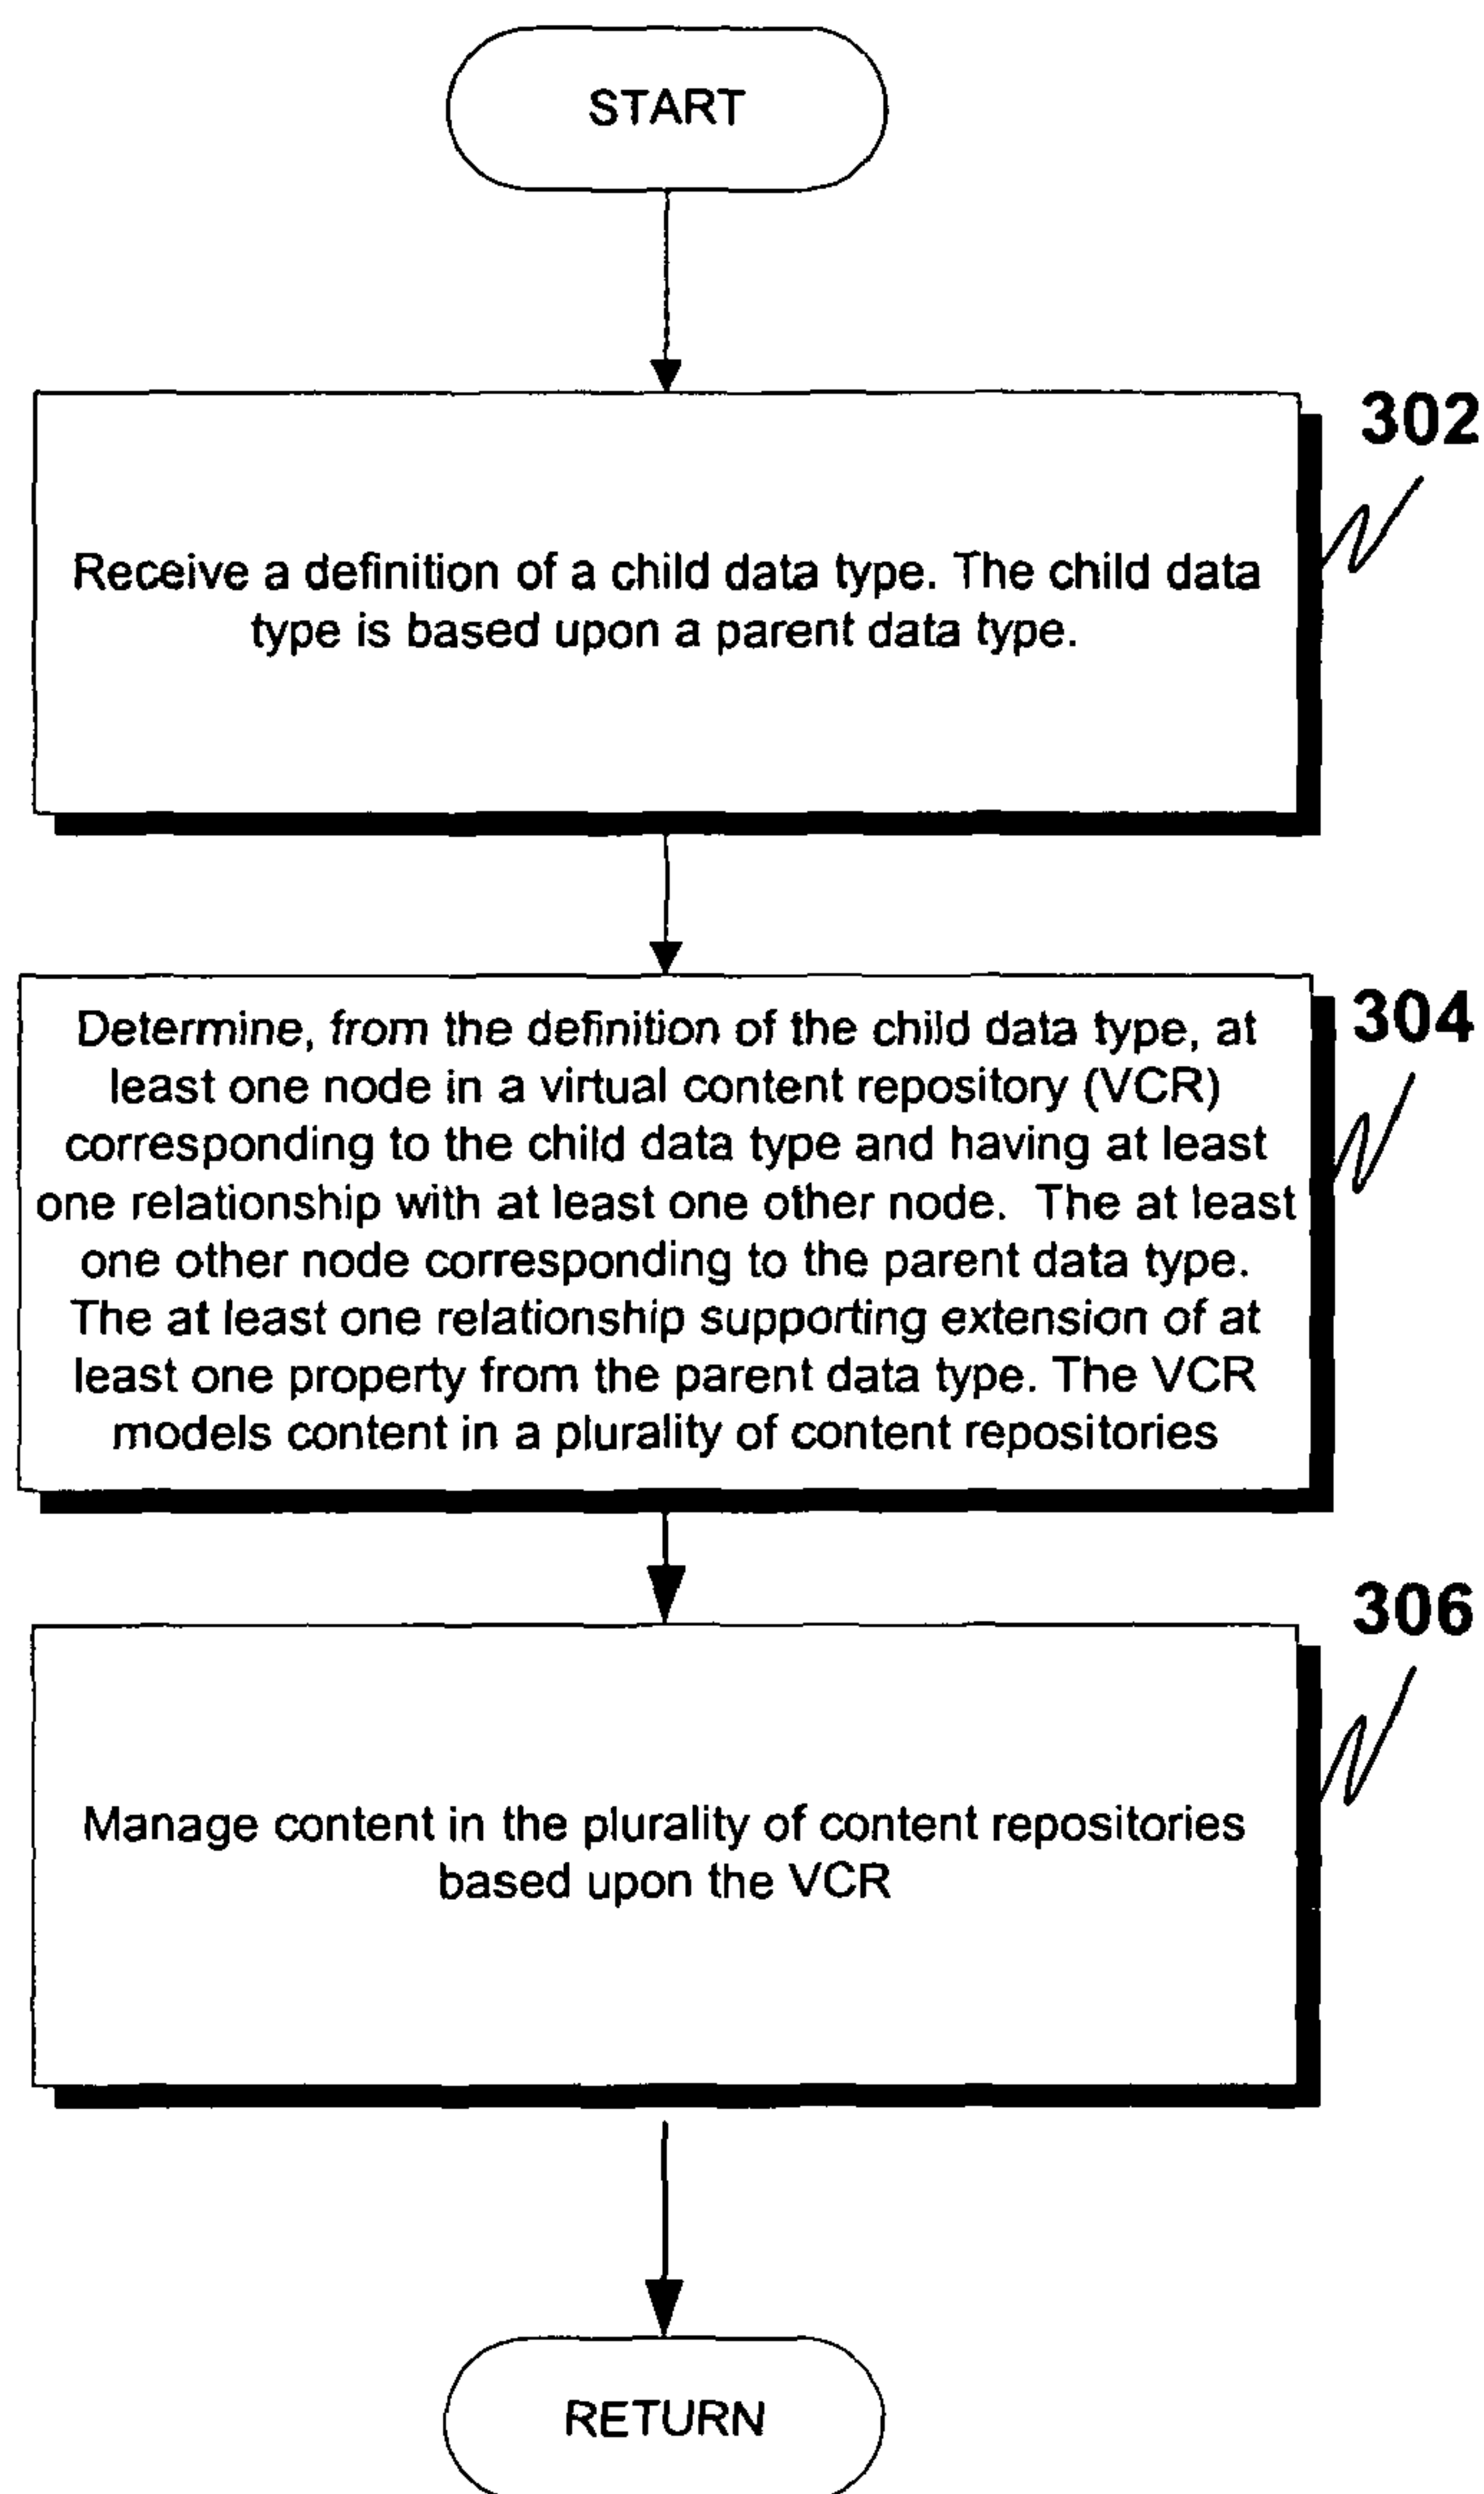 START
302
Receive a definition of a child data type. The child data
type is based upon a parent data type.
304
Determine, from the definition of the child data type, at
least one node in a virtual content repository (VCR)
corresponding to the child data type and having at least
one relationship with at least one other node. The at least
one other node corresponding to the parent data type.
The at least one relationship supporting extension of at
least one property from the parent data type. The VCR
models content in a plurality of content repositories
306
Manage content in the plurality of content repositories
based upon the VCR
RETURN